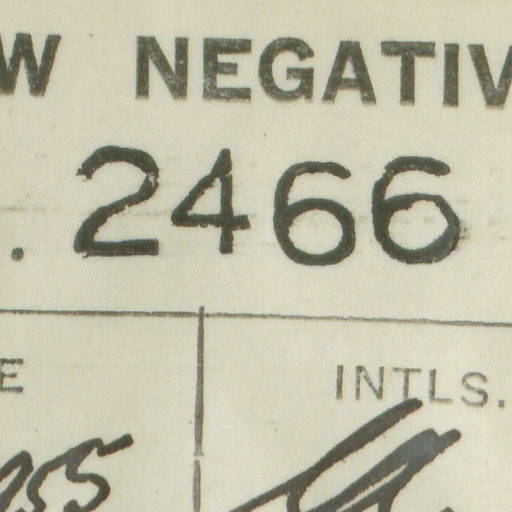 W NEGATIV
. 2466
E INTLS.
55